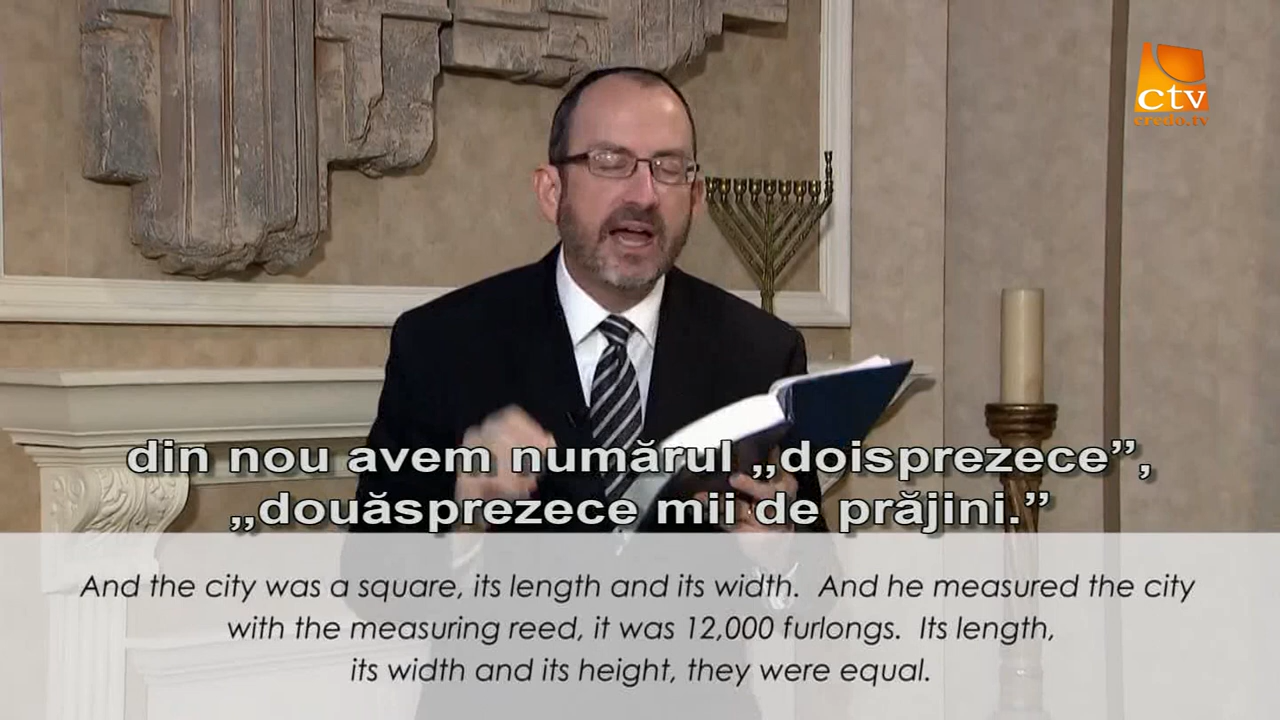 ctv
credo.tv
din nou avem numărul „doisprezece”,
„douăsprezece mii de prăjini.”
And the city was a square, its length and its width.  And he measured the city
with the measuring reed, it was 12,000 furlongs.  Its length,
its width and its height, they were equal.